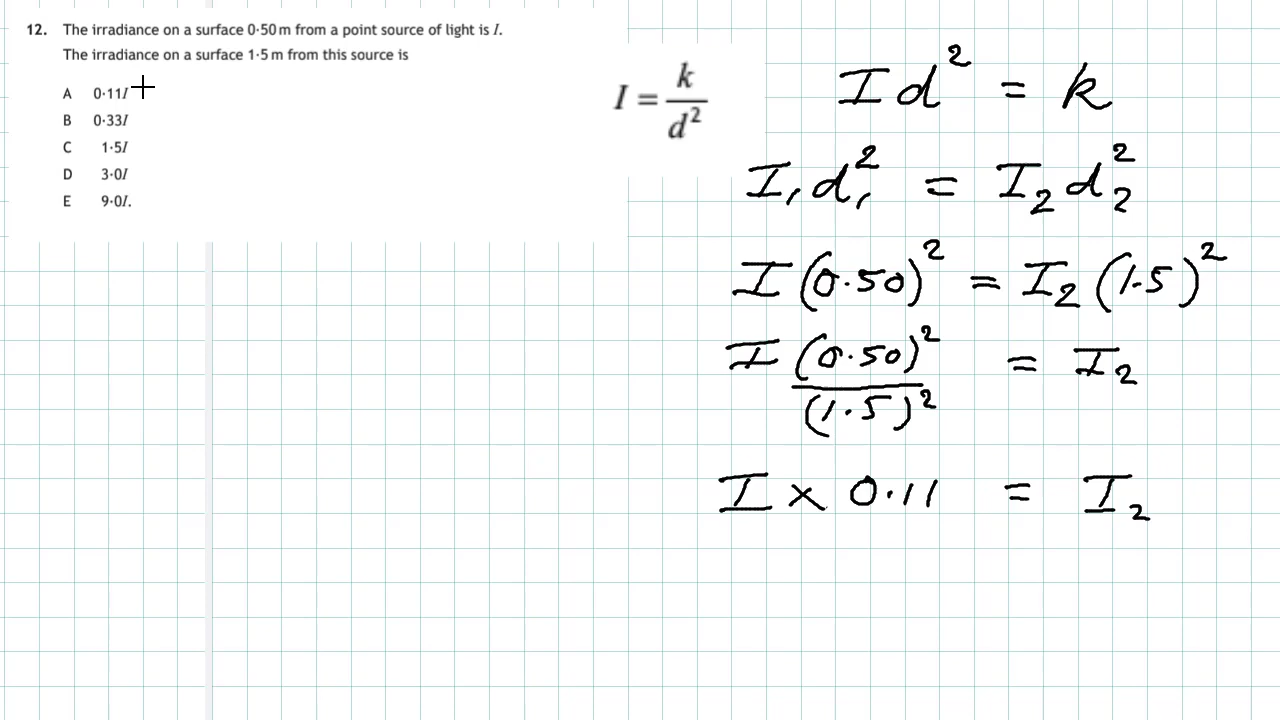 12. The irradiance on a surface 0·50 m from a point source of light is I.
The irradiance on a surface 1·5 m from this source is
A 0·11I
B 0·33I
C 1·5I
D 3·0I
E 9·0I.
I = k/d²
I d² = k
I₁d₁² = I₂d₂²
I(0.50)² = I₂(1.5)²
I (0.50)²/(1.5)² = I₂
I × 0.11 = I₂